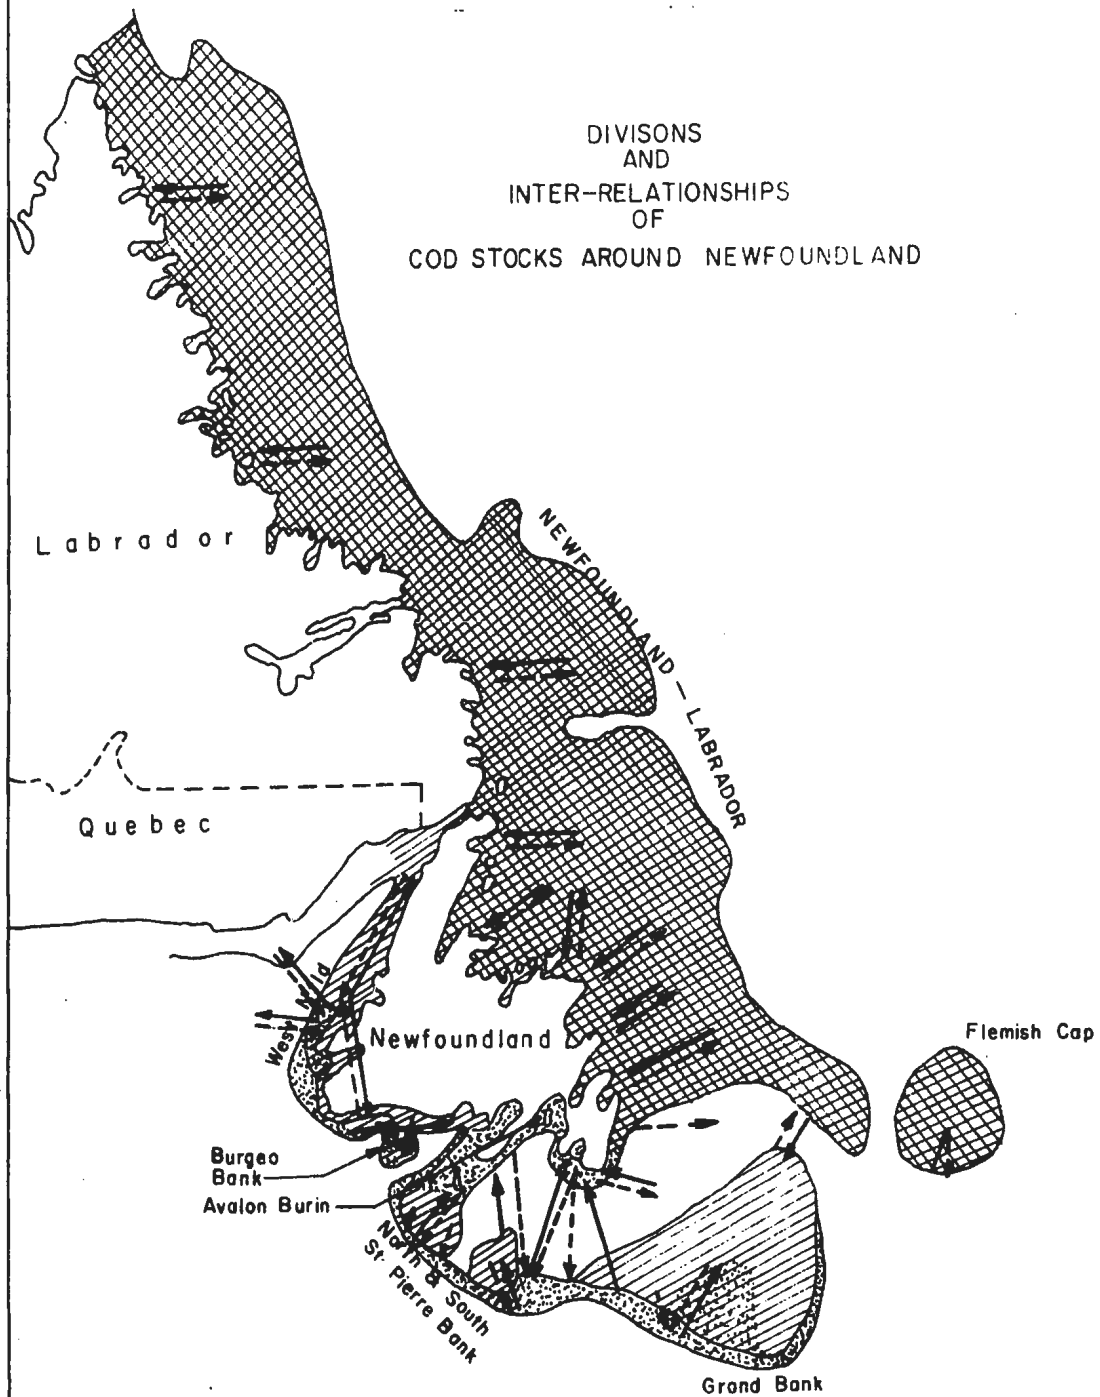 DIVISONS
AND
INTER-RELATIONSHIPS
OF
COD STOCKS AROUND NEWFOUNDLAND
Labrador
NEWFOUNDLAND — LABRADOR
Quebec
West Nfld
Newfoundland
Flemish Cap
Burgeo
Bank
Avalon Burin
North & South
St. Pierre Bank
Grand Bank